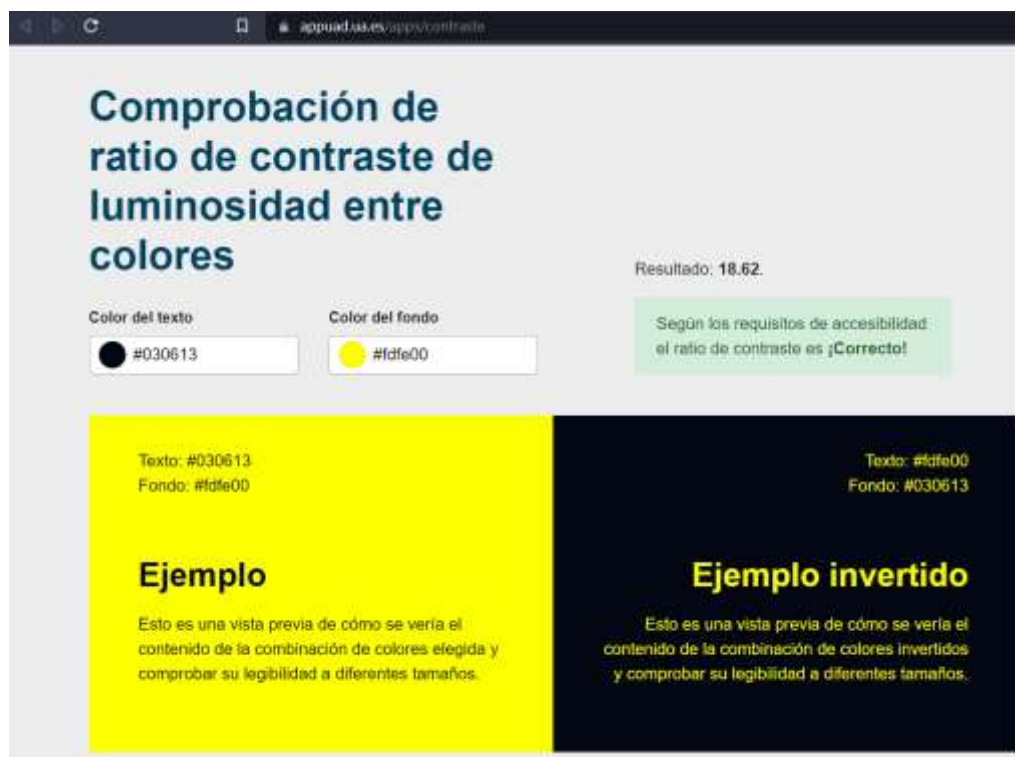 appuad.ua.es/apps/contraste
Comprobación de
ratio de contraste de
luminosidad entre
colores
Resultado: 18.62.
Color del texto
Color del fondo
#030613
#fdfe00
Según los requisitos de accesibilidad
el ratio de contraste es ¡Correcto!
Texto: #030613
Fondo: #fdfe00
Ejemplo
Esto es una vista previa de cómo se vería el
contenido de la combinación de colores elegida y
comprobar su legibilidad a diferentes tamaños.
Texto: #fdfe00
Fondo: #030613
Ejemplo invertido
Esto es una vista previa de cómo se vería el
contenido de la combinación de colores invertidos
y comprobar su legibilidad a diferentes tamaños.